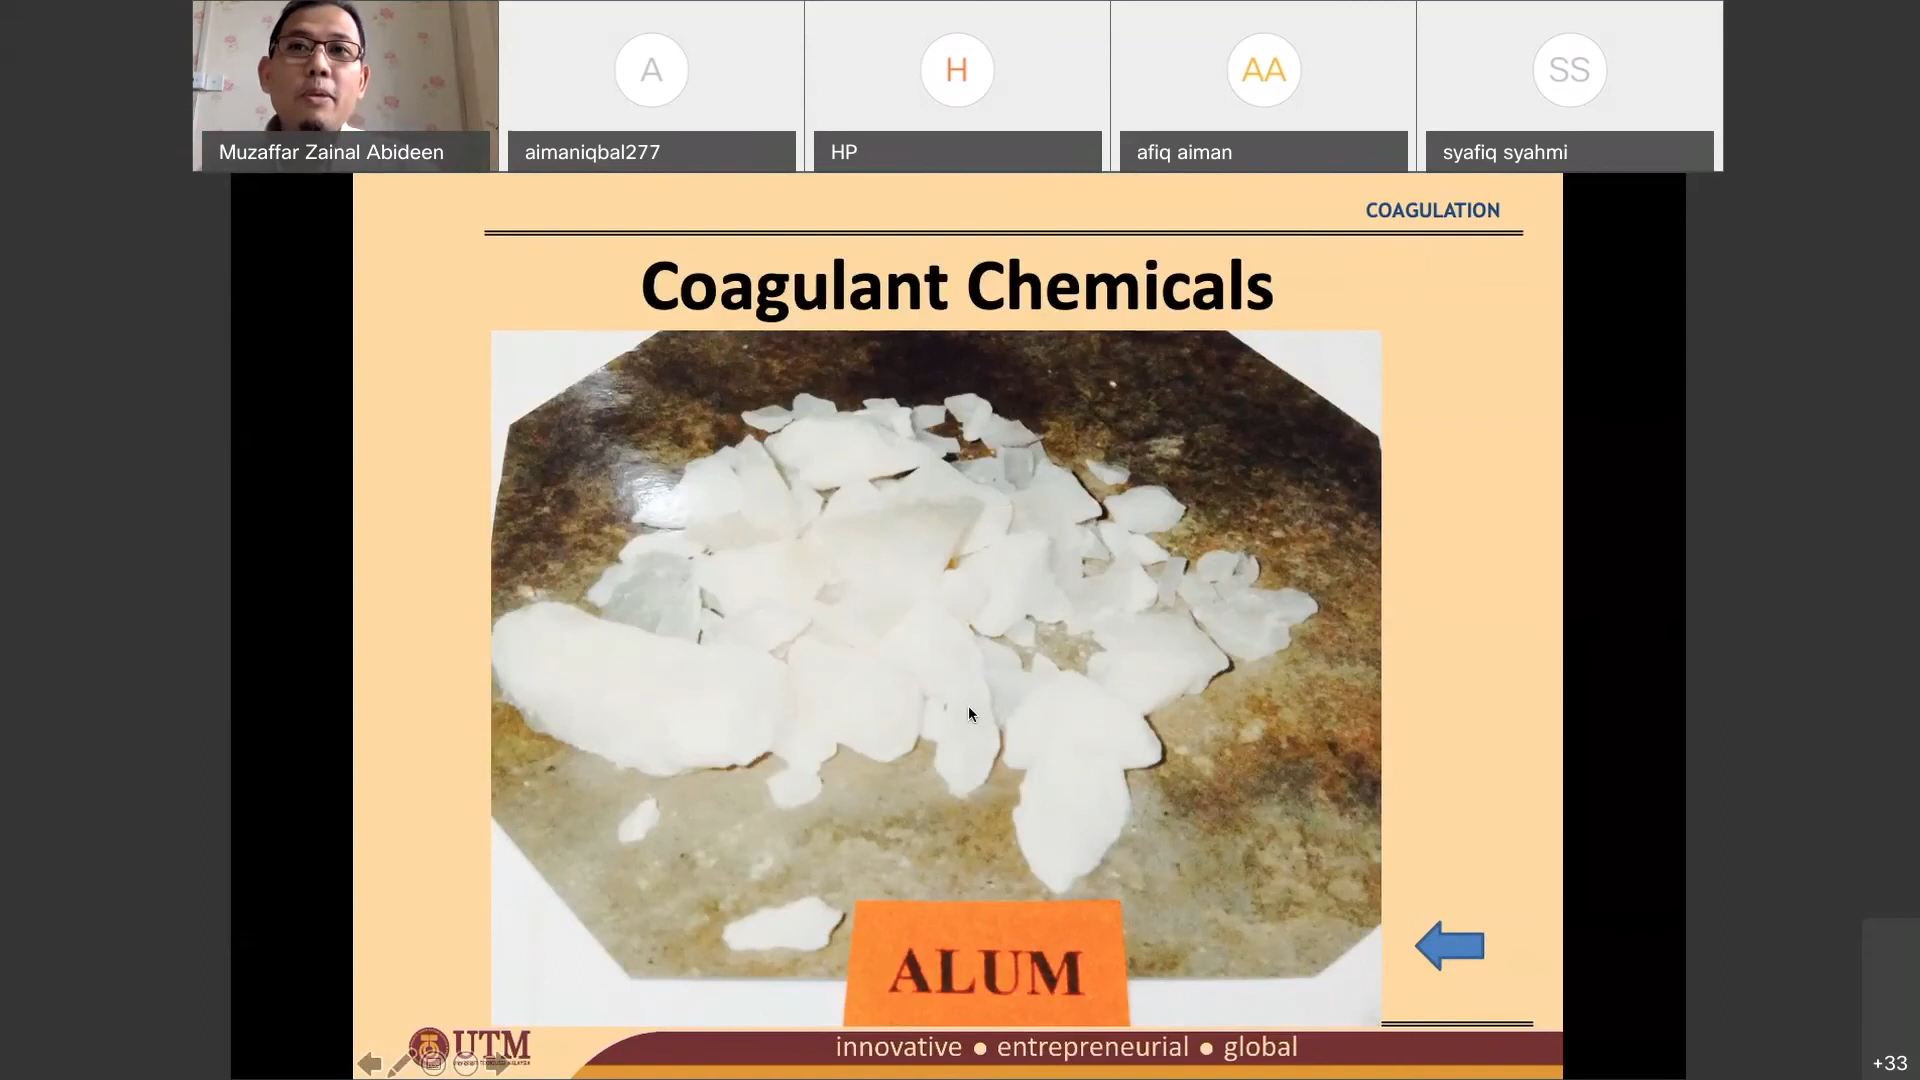 A
H
AA
SS
Muzaffar Zainal Abideen
aimaniqbal277
HP
afiq aiman
syafiq syahmi
COAGULATION
Coagulant Chemicals
ALUM
UTM
innovative ● entrepreneurial ● global
+33